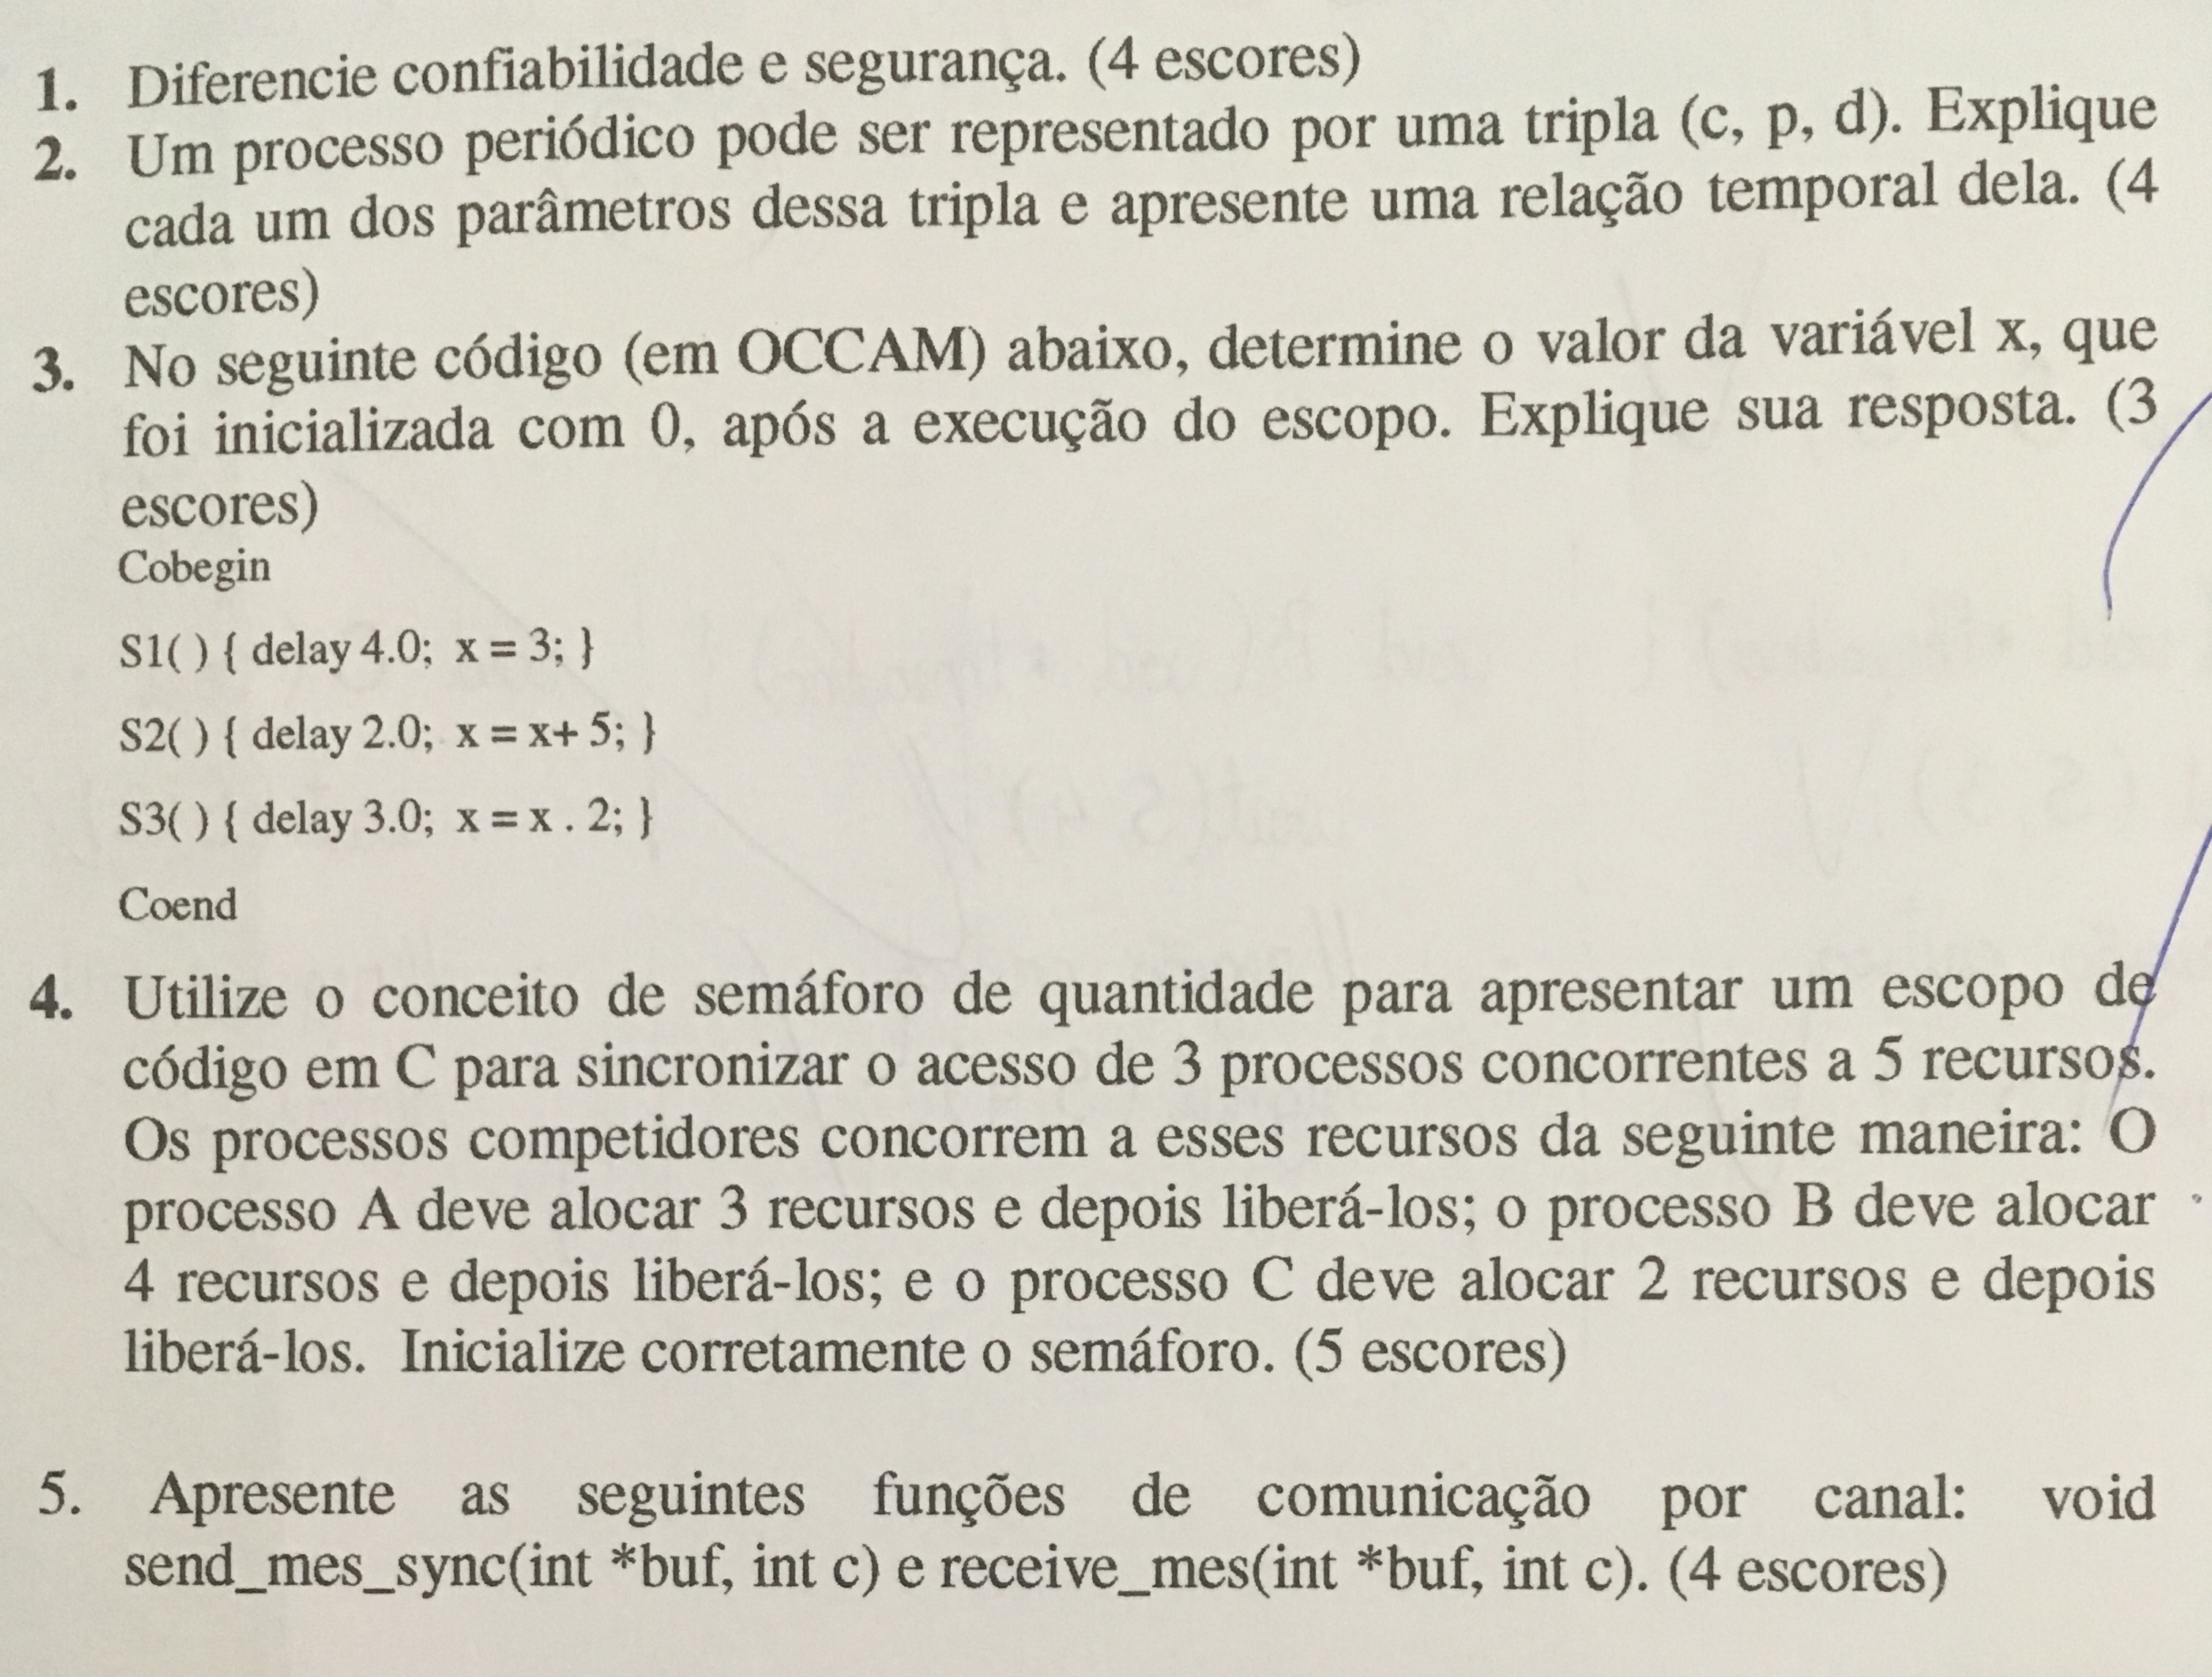 1. Diferencie confiabilidade e segurança. (4 escores)
2. Um processo periódico pode ser representado por uma tripla (c, p, d). Explique
cada um dos parâmetros dessa tripla e apresente uma relação temporal dela. (4
escores)
3. No seguinte código (em OCCAM) abaixo, determine o valor da variável x, que
foi inicializada com 0, após a execução do escopo. Explique sua resposta. (3
escores)
Cobegin
S1( ) { delay 4.0; x = 3; }
S2( ) { delay 2.0; x = x+ 5; }
S3( ) { delay 3.0; x = x . 2; }
Coend
4. Utilize o conceito de semáforo de quantidade para apresentar um escopo de
código em C para sincronizar o acesso de 3 processos concorrentes a 5 recursos.
Os processos competidores concorrem a esses recursos da seguinte maneira: O
processo A deve alocar 3 recursos e depois liberá-los; o processo B deve alocar
4 recursos e depois liberá-los; e o processo C deve alocar 2 recursos e depois
liberá-los. Inicialize corretamente o semáforo. (5 escores)
5. Apresente as seguintes funções de comunicação por canal: void
send_mes_sync(int *buf, int c) e receive_mes(int *buf, int c). (4 escores)